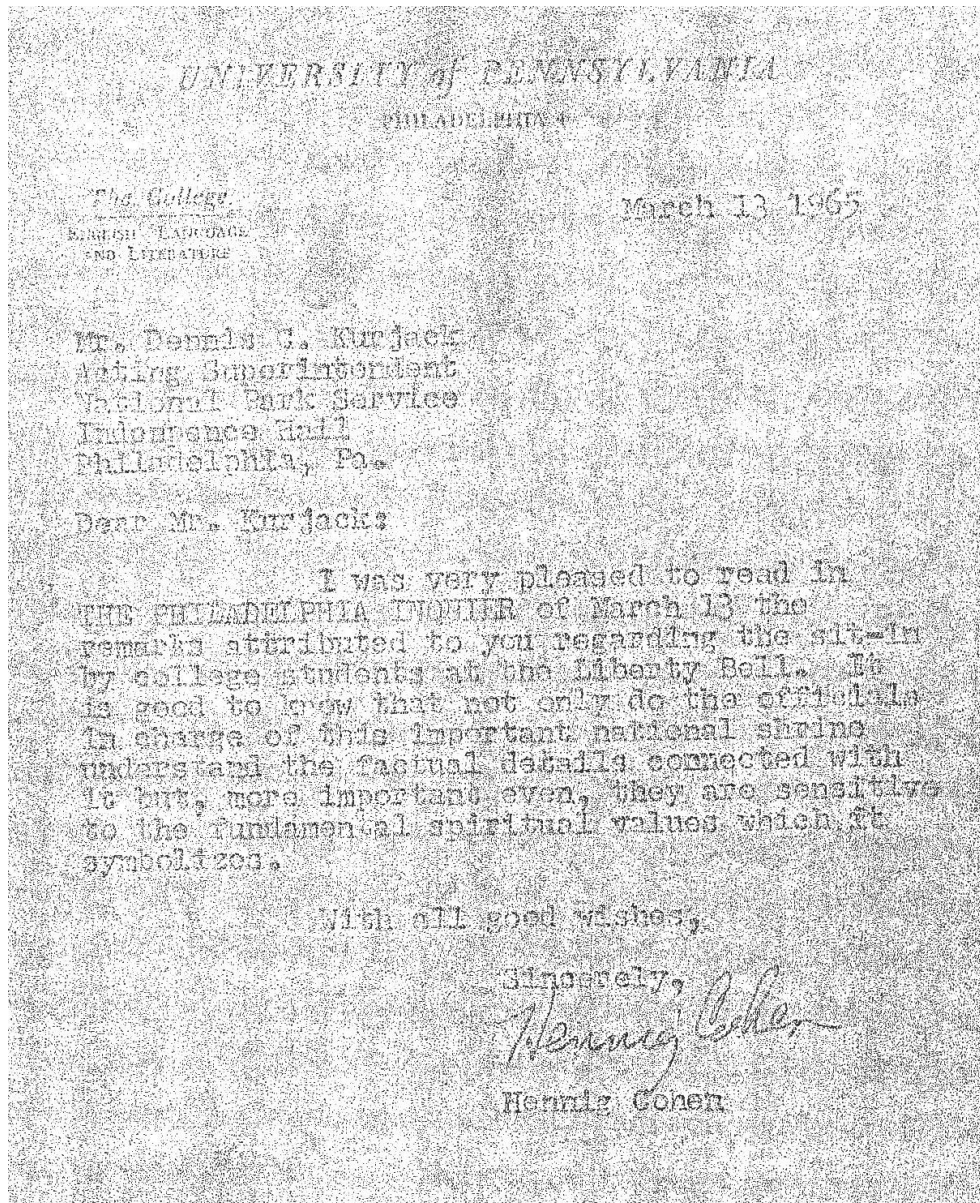 UNIVERSITY of PENNSYLVANIA
PHILADELPHIA
The College
ENGLISH LANGUAGE
AND LITERATURE
March 13 1965
Mr. Dennis C. Kurjack
Acting Superintendent
National Park Service
Indenpence Hall
Philadelphia, Pa.
Dear Mr. Kurjack:
I was very pleased to read in
THE PHILADELPHIA INQUIER of March 13 the
remarks attributed to you regarding the sit-in
by college students at the Liberty Bell. It
is good to know that not only do the officials
in charge of this important national shrine
understand the factual details connected with
it but, more important even, they are sensitive
to the fundamental spiritual values which it
symbolizes.
With all good wishes,
Sincerely,
Hennig Cohen
Hennig Cohen